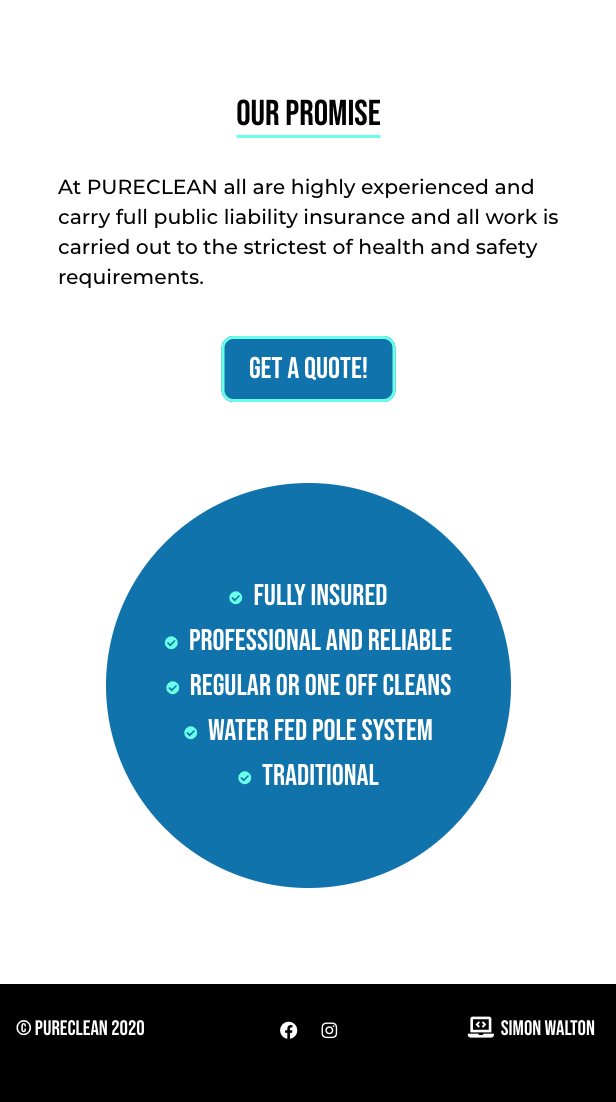 OUR PROMISE
At PURECLEAN all are highly experienced and
carry full public liability insurance and all work is
carried out to the strictest of health and safety
requirements.
GET A QUOTE!
FULLY INSURED
PROFESSIONAL AND RELIABLE
REGULAR OR ONE OFF CLEANS
WATER FED POLE SYSTEM
TRADITIONAL
© PURECLEAN 2020
SIMON WALTON